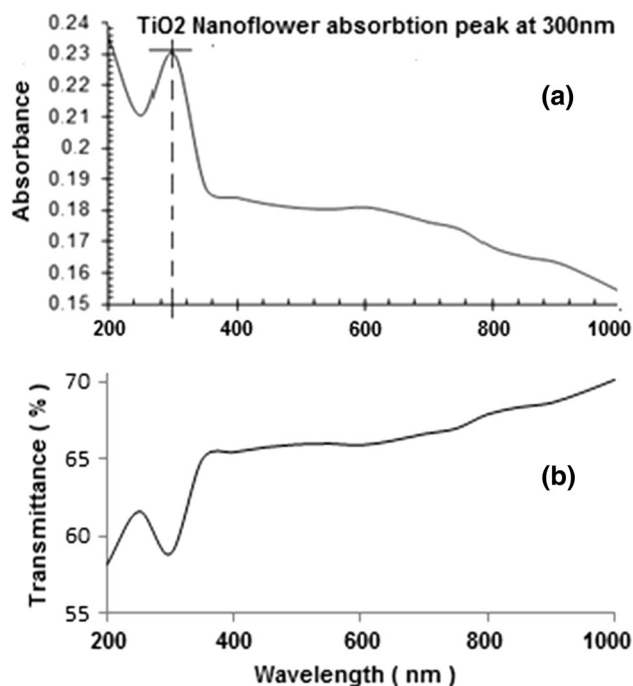 TiO2 Nanoflower absorbtion peak at 300nm
(a)
Absorbance
0.24
0.23
0.22
0.21
0.2
0.19
0.18
0.17
0.16
0.15
200 400 600 800 1000
(b)
Transmittance ( % )
70
65
60
55
200 400 600 800 1000
Wavelength ( nm )